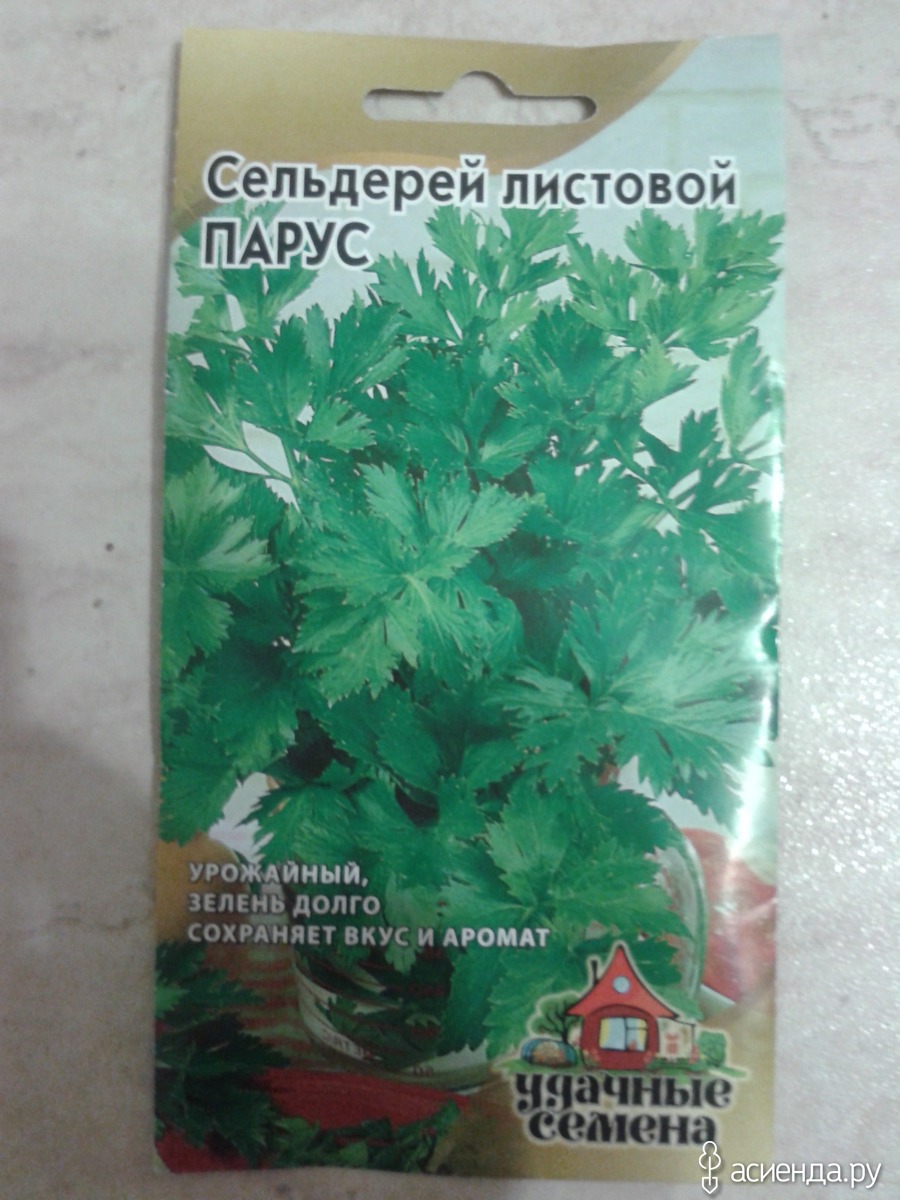 Сельдерей листовой
ПАРУС
УРОЖАЙНЫЙ,
ЗЕЛЕНЬ ДОЛГО
СОХРАНЯЕТ ВКУС И АРОМАТ
удачные
семена
асиенда.ру